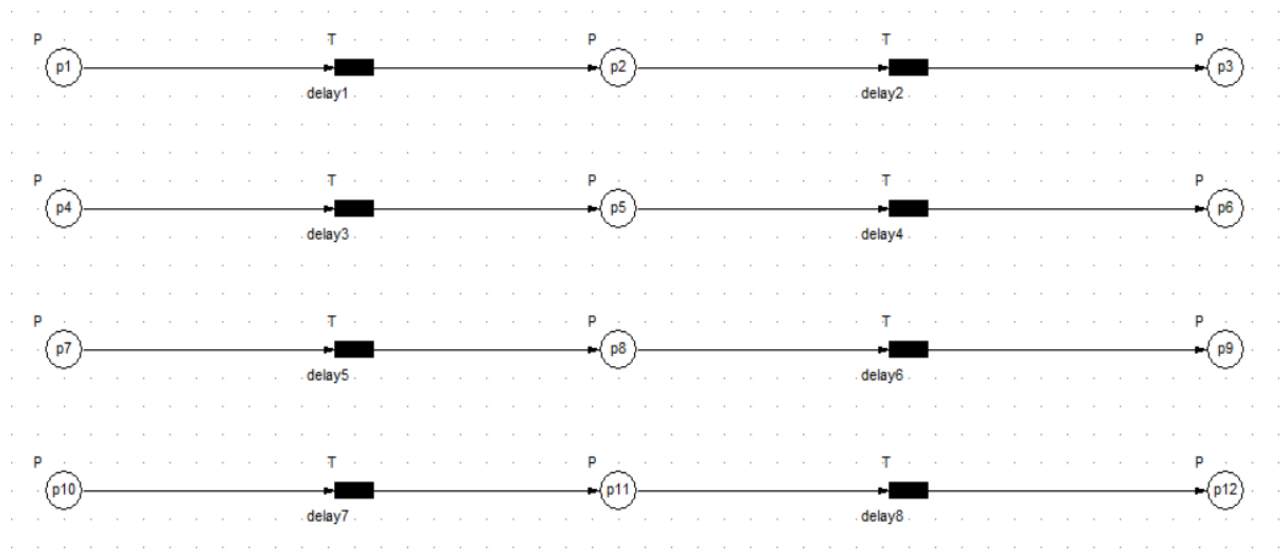 P T P T P
p1 p2 p3
delay1 delay2
P T P T P
p4 p5 p6
delay3 delay4
P T P T P
p7 p8 p9
delay5 delay6
P T P T P
p10 p11 p12
delay7 delay8